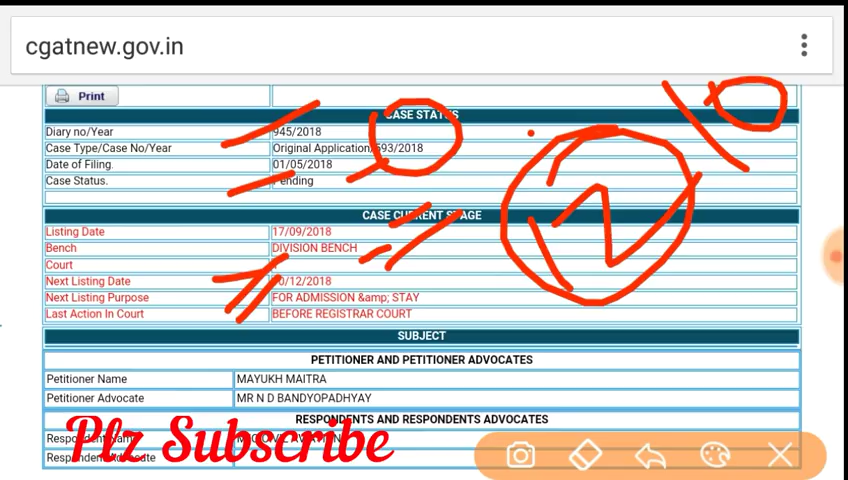 cgatnew.gov.in
Print
CASE STATUS
Diary no/Year 945/2018
Case Type/Case No/Year Original Application/593/2018
Date of Filing. 01/05/2018
Case Status. Pending
CASE CURRENT STAGE
Listing Date 17/09/2018
Bench DIVISION BENCH
Court
Next Listing Date 10/12/2018
Next Listing Purpose FOR ADMISSION &amp; STAY
Last Action In Court BEFORE REGISTRAR COURT
SUBJECT
PETITIONER AND PETITIONER ADVOCATES
Petitioner Name MAYUKH MAITRA
Petitioner Advocate MR N D BANDYOPADHYAY
RESPONDENTS AND RESPONDENTS ADVOCATES
Respondent Name
Respondent Advocate
Plz Subscribe